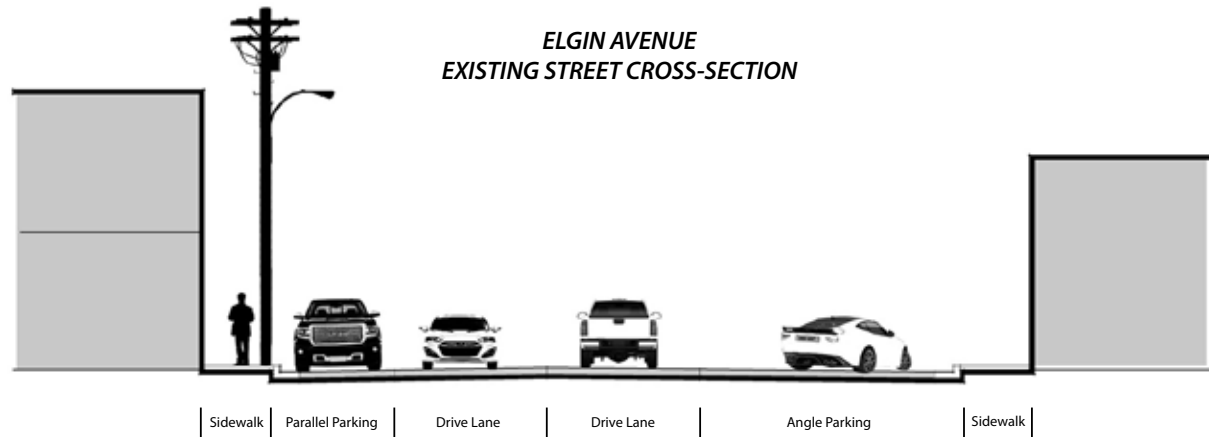 ELGIN AVENUE
EXISTING STREET CROSS-SECTION
Sidewalk
Parallel Parking
Drive Lane
Drive Lane
Angle Parking
Sidewalk